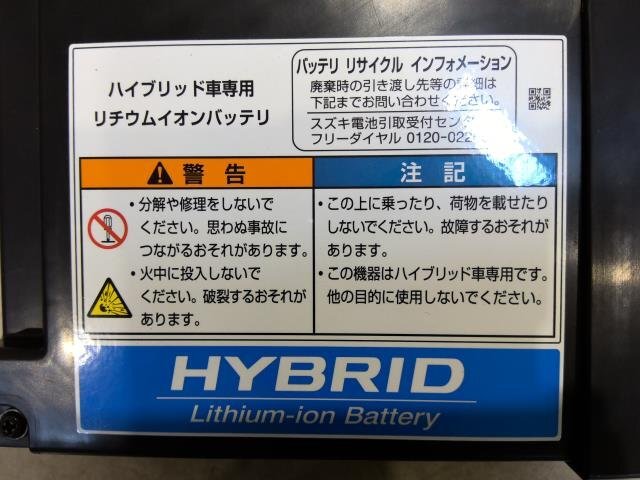 ハイブリッド車専用
リチウムイオンバッテリ
バッテリ リサイクル インフォメーション
廃棄時の引き渡し先等の詳細は
下記までお問い合わせください。
スズキ電池引取受付センター
フリーダイヤル 0120-022
警告
・分解や修理をしないで
ください。思わぬ事故に
つながるおそれがあります。
・火中に投入しないで
ください。破裂するおそれが
あります。
注記
・この上に乗ったり、荷物を載せたり
しないでください。故障するおそれが
あります。
・この機器はハイブリッド車専用です。
他の目的に使用しないでください。
HYBRID
Lithium-ion Battery